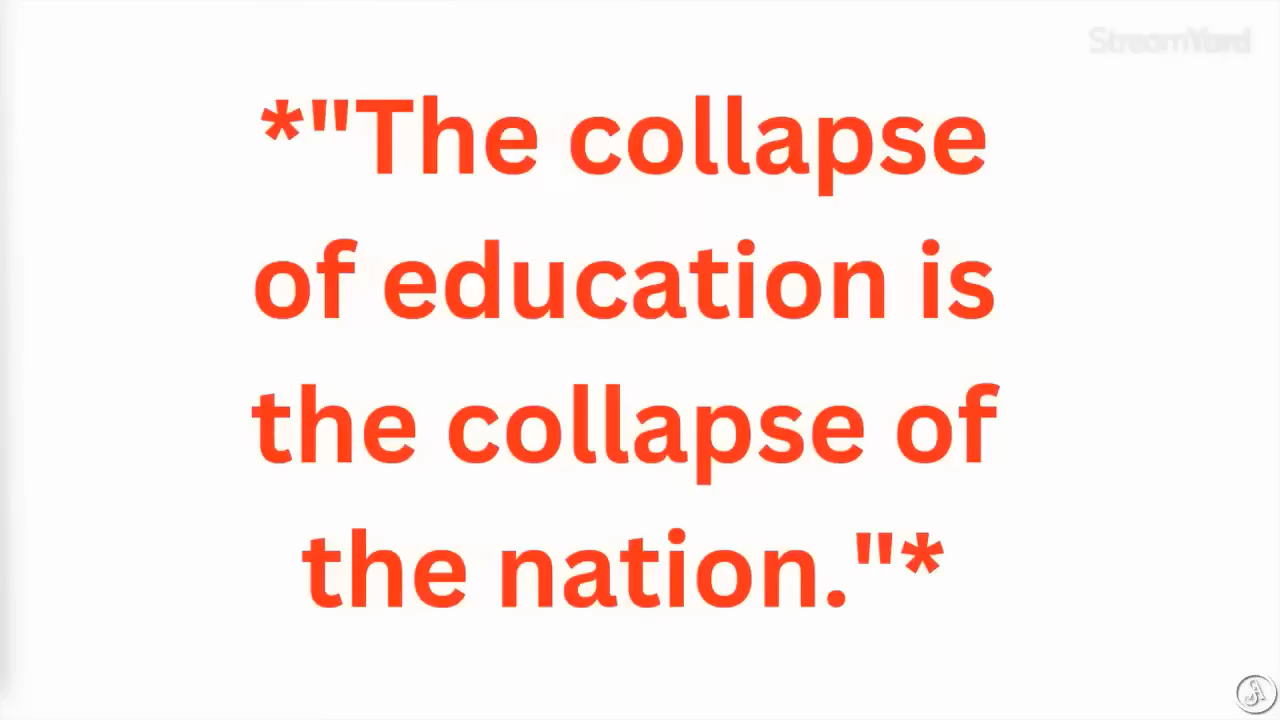 StreamYard
*"The collapse
of education is
the collapse of
the nation."*